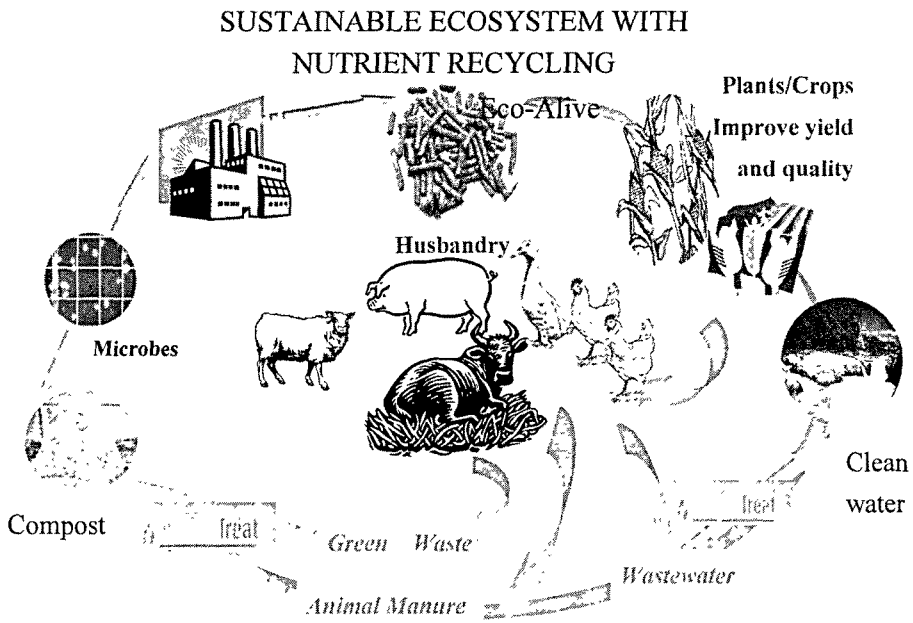 SUSTAINABLE ECOSYSTEM WITH
NUTRIENT RECYCLING
Eco-Alive
Plants/Crops
Improve yield
and quality
Husbandry
Microbes
Clean
water
Compost
Treat
Treat
Green Waste
Wastewater
Animal Manure